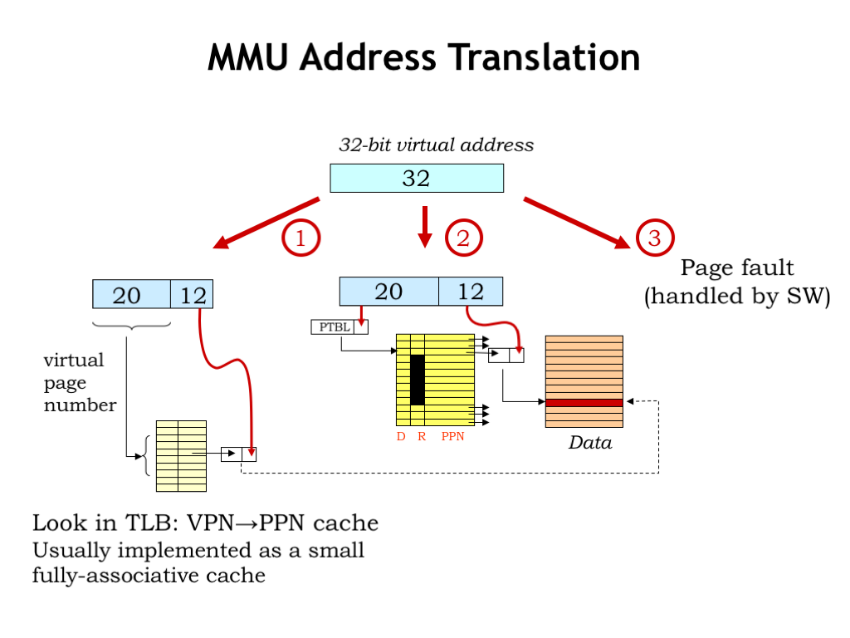 MMU Address Translation
32-bit virtual address
32
1
2
3
Page fault
(handled by SW)
20 12
20 12
PTBL
virtual
page
number
D R PPN
Data
Look in TLB: VPN→PPN cache
Usually implemented as a small
fully-associative cache